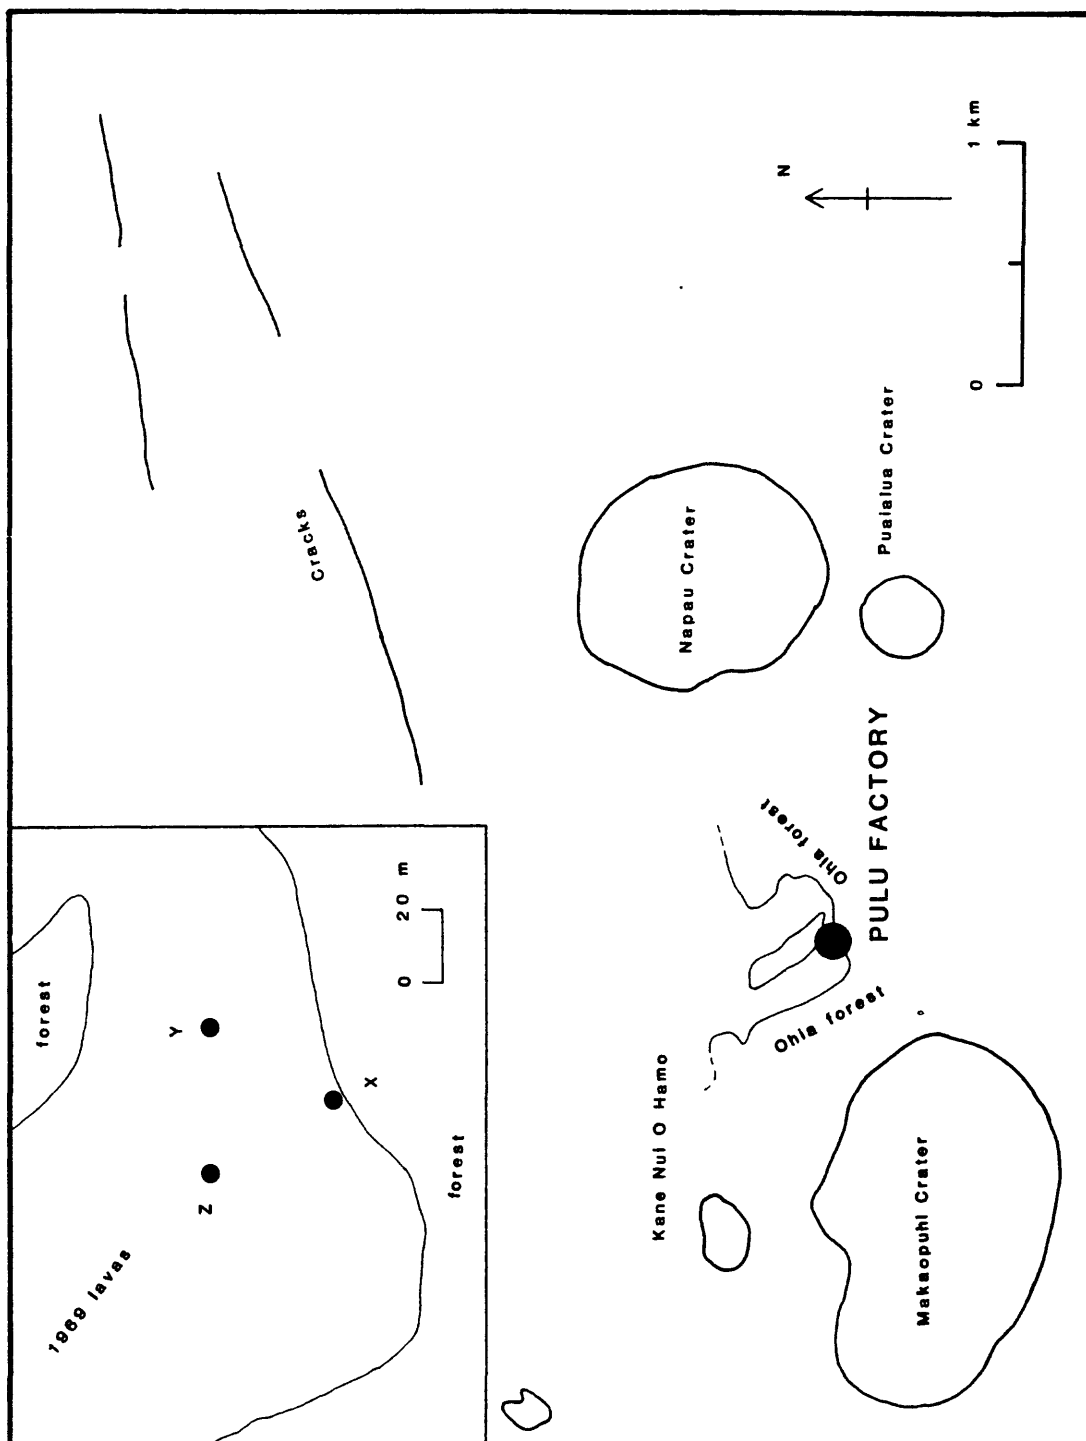 forest
Y
X
Z
1969 lavas
forest
0 20 m
Cracks
N
0 1 km
Napau Crater
Pualalua Crater
PULU FACTORY
Ohia forest
Ohia forest
Kane Nui O Hamo
Makaopuhi Crater